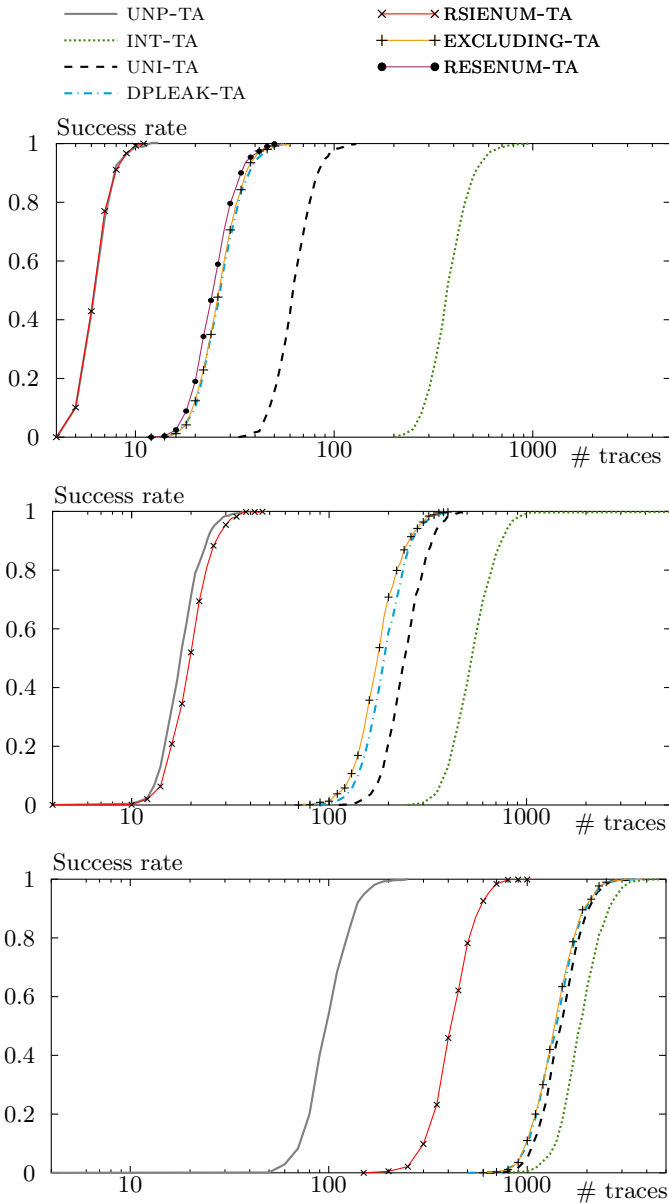 UNP-TA
INT-TA
UNI-TA
DPLEAK-TA
RSIENUM-TA
EXCLUDING-TA
RESENUM-TA
Success rate
1
0.8
0.6
0.4
0.2
0
10 100 1000
# traces
Success rate
1
0.8
0.6
0.4
0.2
0
10 100 1000
# traces
Success rate
1
0.8
0.6
0.4
0.2
0
10 100 1000
# traces